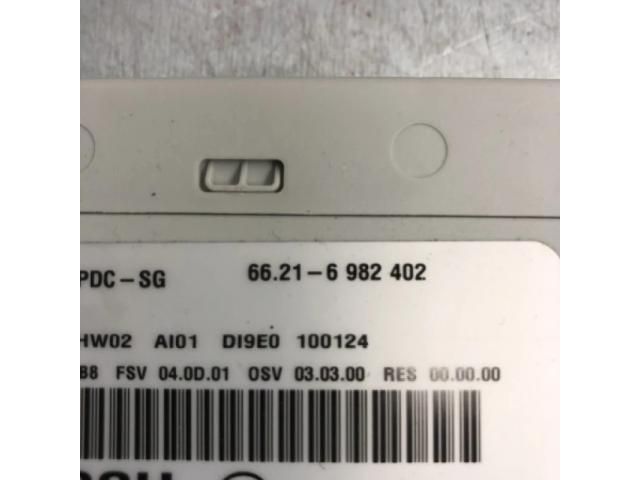 PDC-SG 66.21-6 982 402
HW02 AI01 DI9E0 100124
88 FSV 04.0D.01 OSV 03.03.00 RES 00.00.00